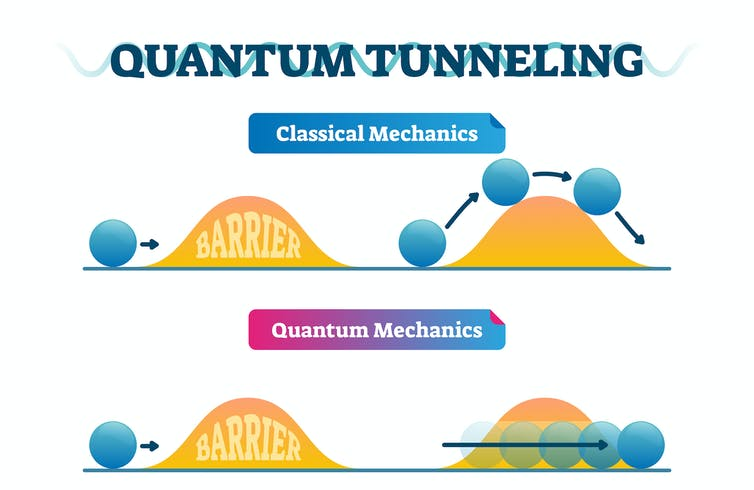 QUANTUM TUNNELING
Classical Mechanics
BARRIER
Quantum Mechanics
BARRIER